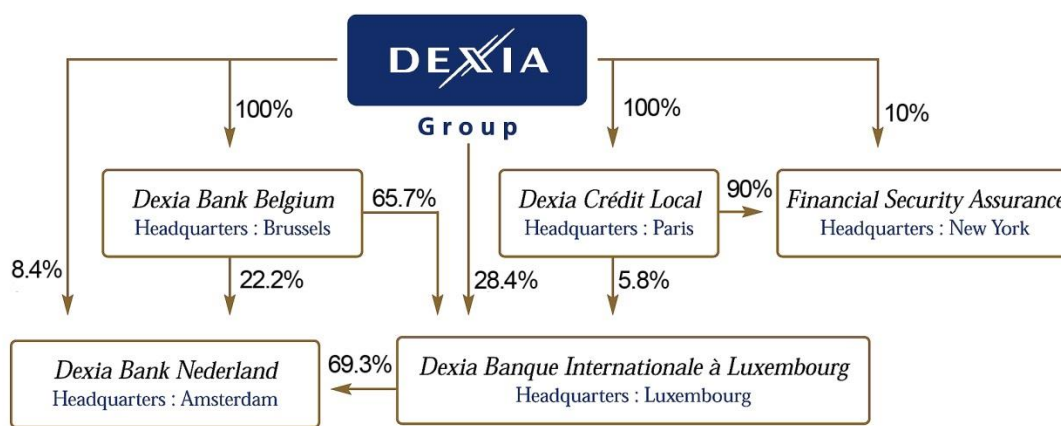 DEXIA
Group
100%
100%
10%
Dexia Bank Belgium
Headquarters : Brussels
65.7%
Dexia Crédit Local
Headquarters : Paris
90%
Financial Security Assurance
Headquarters : New York
8.4%
22.2%
28.4%
5.8%
Dexia Bank Nederland
Headquarters : Amsterdam
69.3%
Dexia Banque Internationale à Luxembourg
Headquarters : Luxembourg